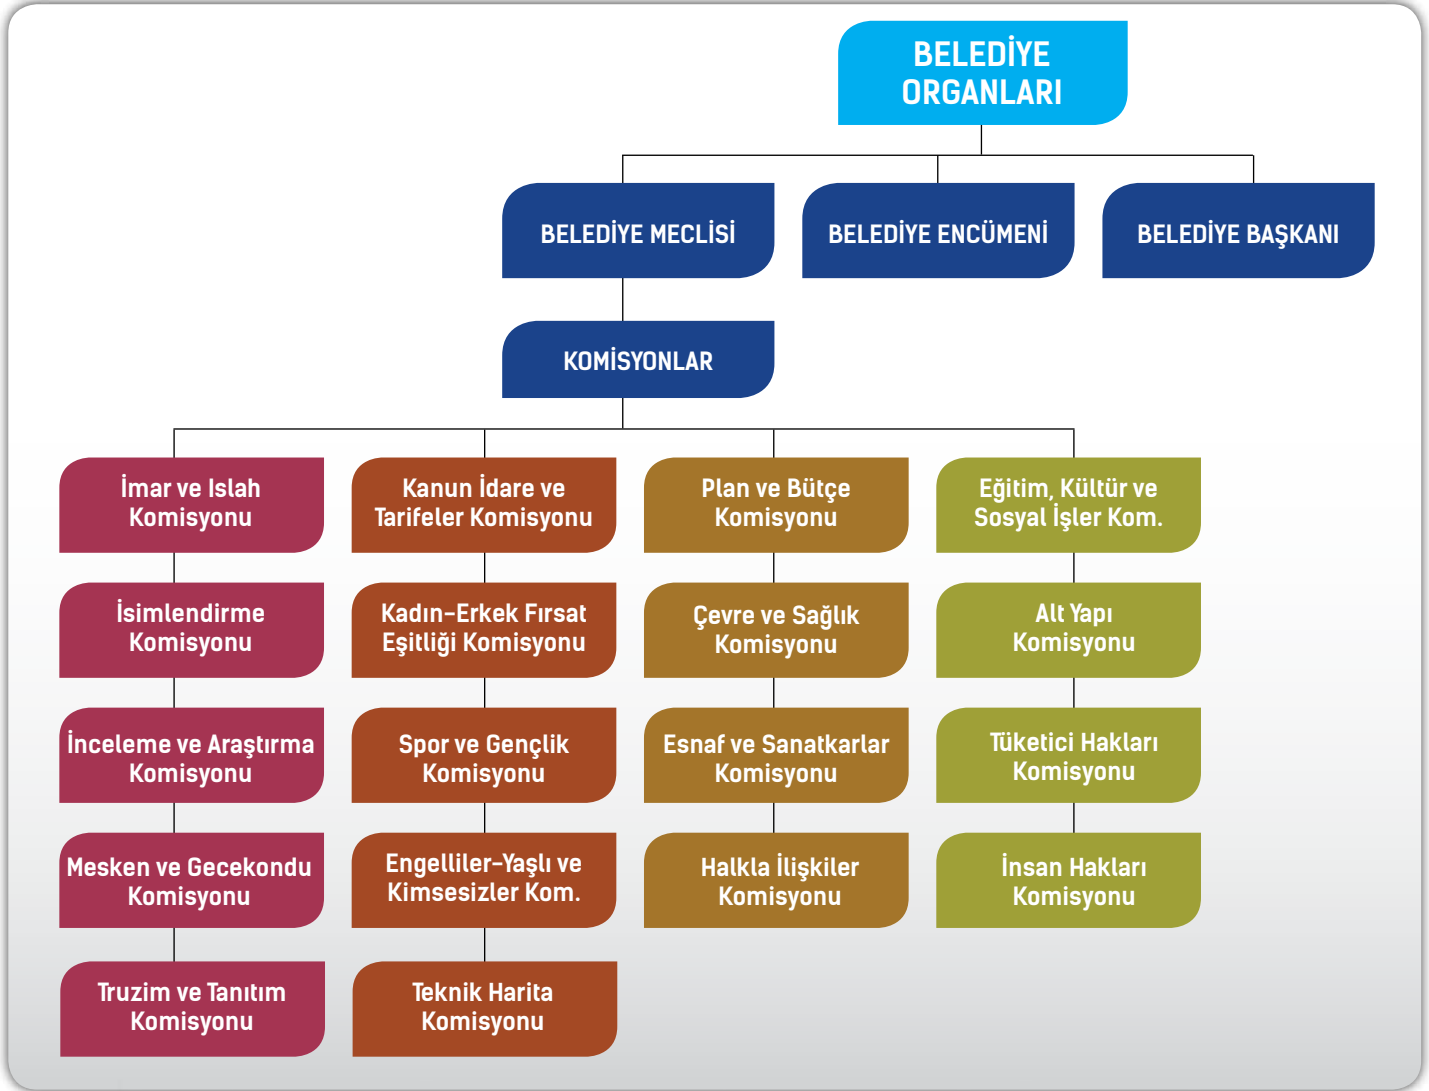 BELEDİYE
ORGANLARI
BELEDİYE MECLİSİ
BELEDİYE ENCÜMENİ
BELEDİYE BAŞKANI
KOMİSYONLAR
İmar ve Islah
Komisyonu
Kanun İdare ve
Tarifeler Komisyonu
Plan ve Bütçe
Komisyonu
Eğitim, Kültür ve
Sosyal İşler Kom.
İsimlendirme
Komisyonu
Kadın-Erkek Fırsat
Eşitliği Komisyonu
Çevre ve Sağlık
Komisyonu
Alt Yapı
Komisyonu
İnceleme ve Araştırma
Komisyonu
Spor ve Gençlik
Komisyonu
Esnaf ve Sanatkarlar
Komisyonu
Tüketici Hakları
Komisyonu
Mesken ve Gecekondu
Komisyonu
Engelliler-Yaşlı ve
Kimsesizler Kom.
Halkla İlişkiler
Komisyonu
İnsan Hakları
Komisyonu
Truzim ve Tanıtım
Komisyonu
Teknik Harita
Komisyonu